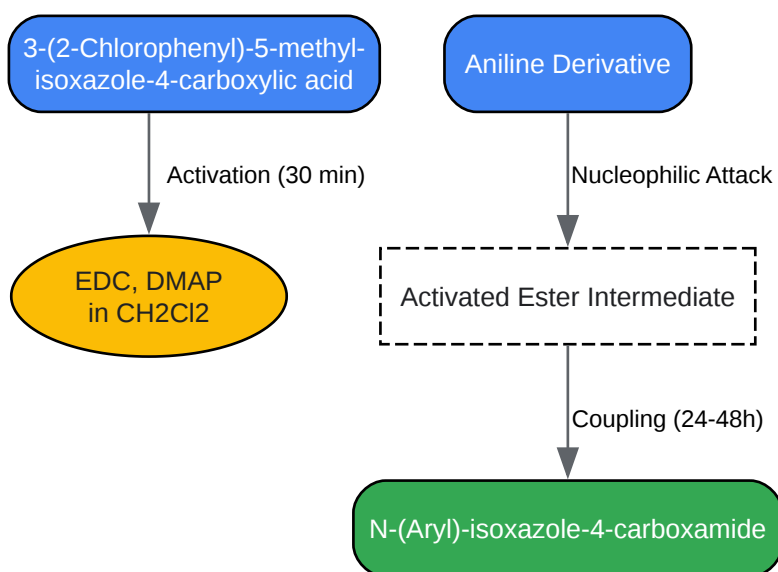 3-(2-Chlorophenyl)-5-methyl-
isoxazole-4-carboxylic acid
Aniline Derivative
Activation (30 min)
Nucleophilic Attack
EDC, DMAP
in CH2Cl2
Activated Ester Intermediate
Coupling (24-48h)
N-(Aryl)-isoxazole-4-carboxamide